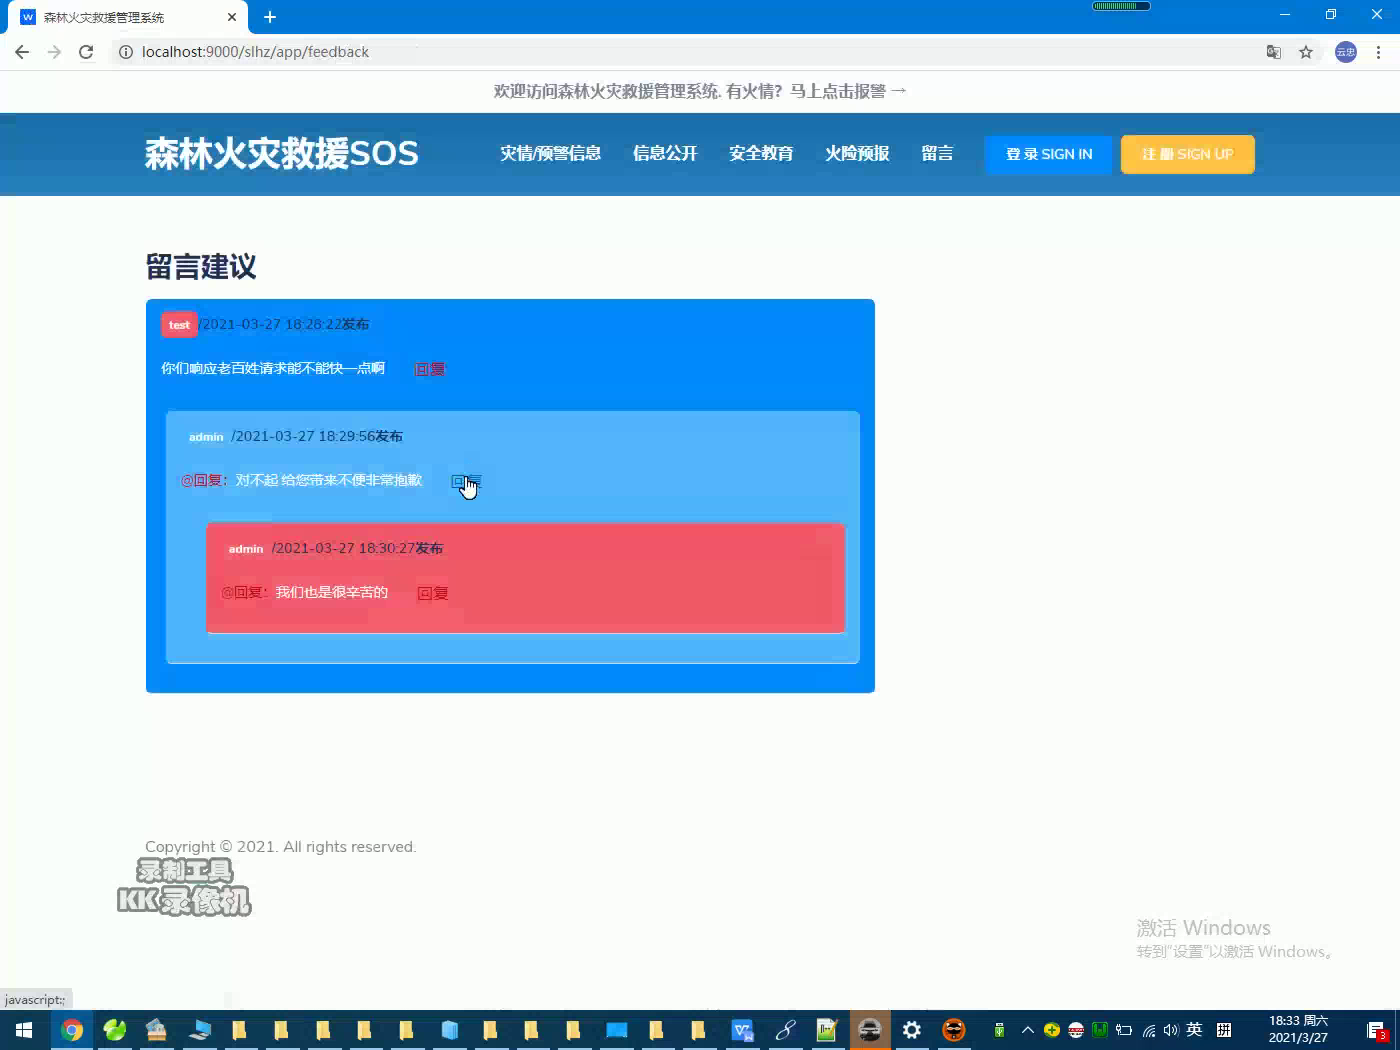 森林火灾救援管理系统
localhost:9000/slhz/app/feedback
云忠
欢迎访问森林火灾救援管理系统. 有火情？马上点击报警 →
森林火灾救援SOS
灾情/预警信息 信息公开 安全教育 火险预报 留言 登 录 SIGN IN 注 册 SIGN UP
留言建议
test /2021-03-27 18:28:22发布
你们响应老百姓请求能不能快一点啊 回复
admin /2021-03-27 18:29:56发布
@回复：对不起 给您带来不便非常抱歉 回复
admin /2021-03-27 18:30:27发布
@回复：我们也是很辛苦的 回复
Copyright © 2021. All rights reserved.
录制工具
KK录像机
激活 Windows
转到“设置”以激活 Windows。
javascript:;
英 拼
18:33 周六
2021/3/27
3